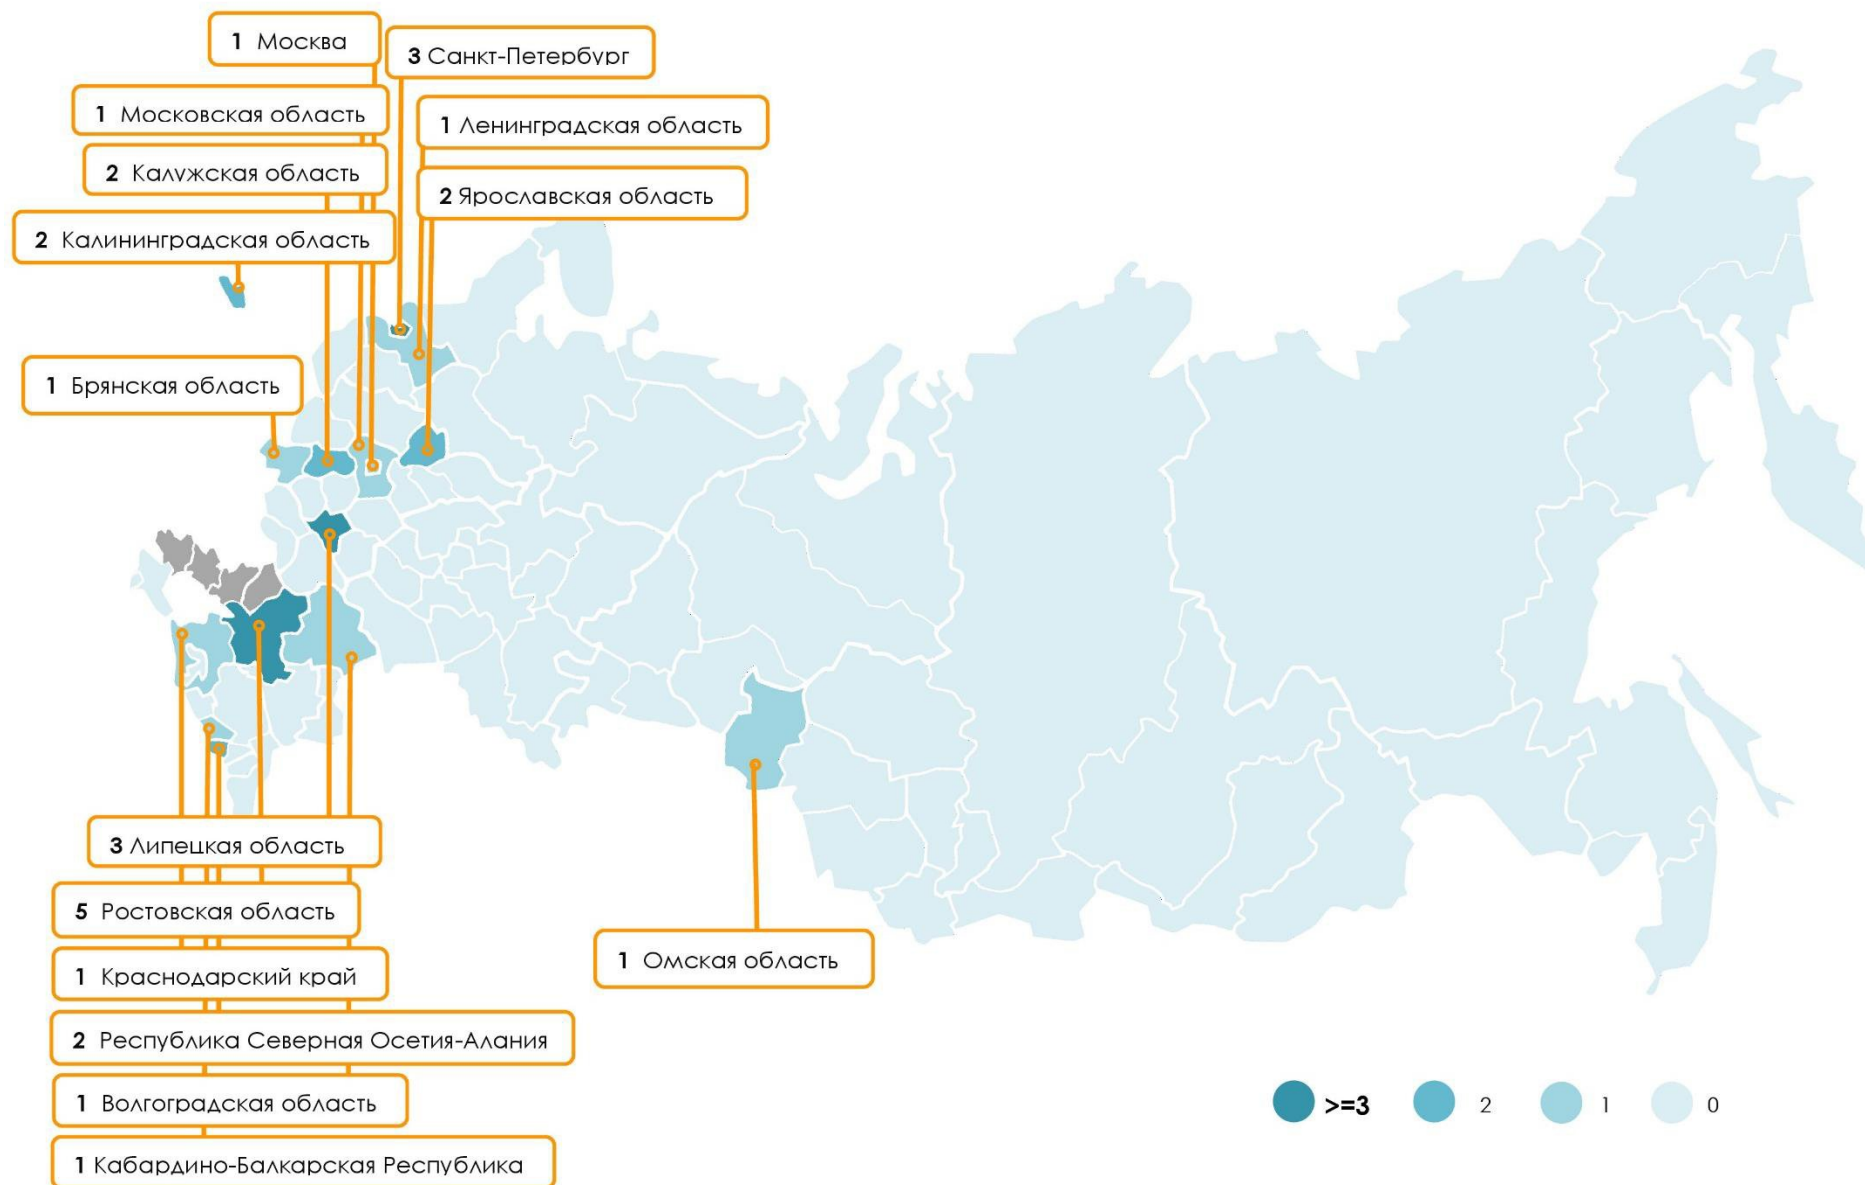 1 Москва
3 Санкт-Петербург
1 Московская область
1 Ленинградская область
2 Калужская область
2 Ярославская область
2 Калининградская область
1 Брянская область
3 Липецкая область
5 Ростовская область
1 Омская область
1 Краснодарский край
2 Республика Северная Осетия-Алания
1 Волгоградская область
1 Кабардино-Балкарская Республика
>=3 2 1 0